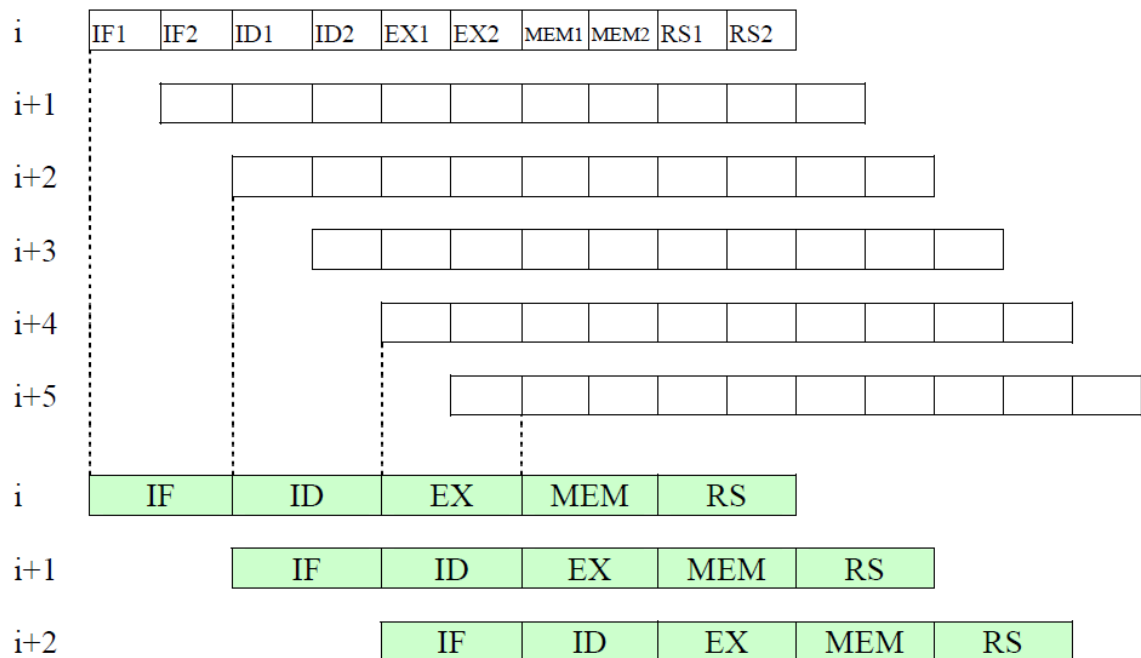 i IF1 IF2 ID1 ID2 EX1 EX2 MEM1 MEM2 RS1 RS2
i+1
i+2
i+3
i+4
i+5
i IF ID EX MEM RS
i+1 IF ID EX MEM RS
i+2 IF ID EX MEM RS